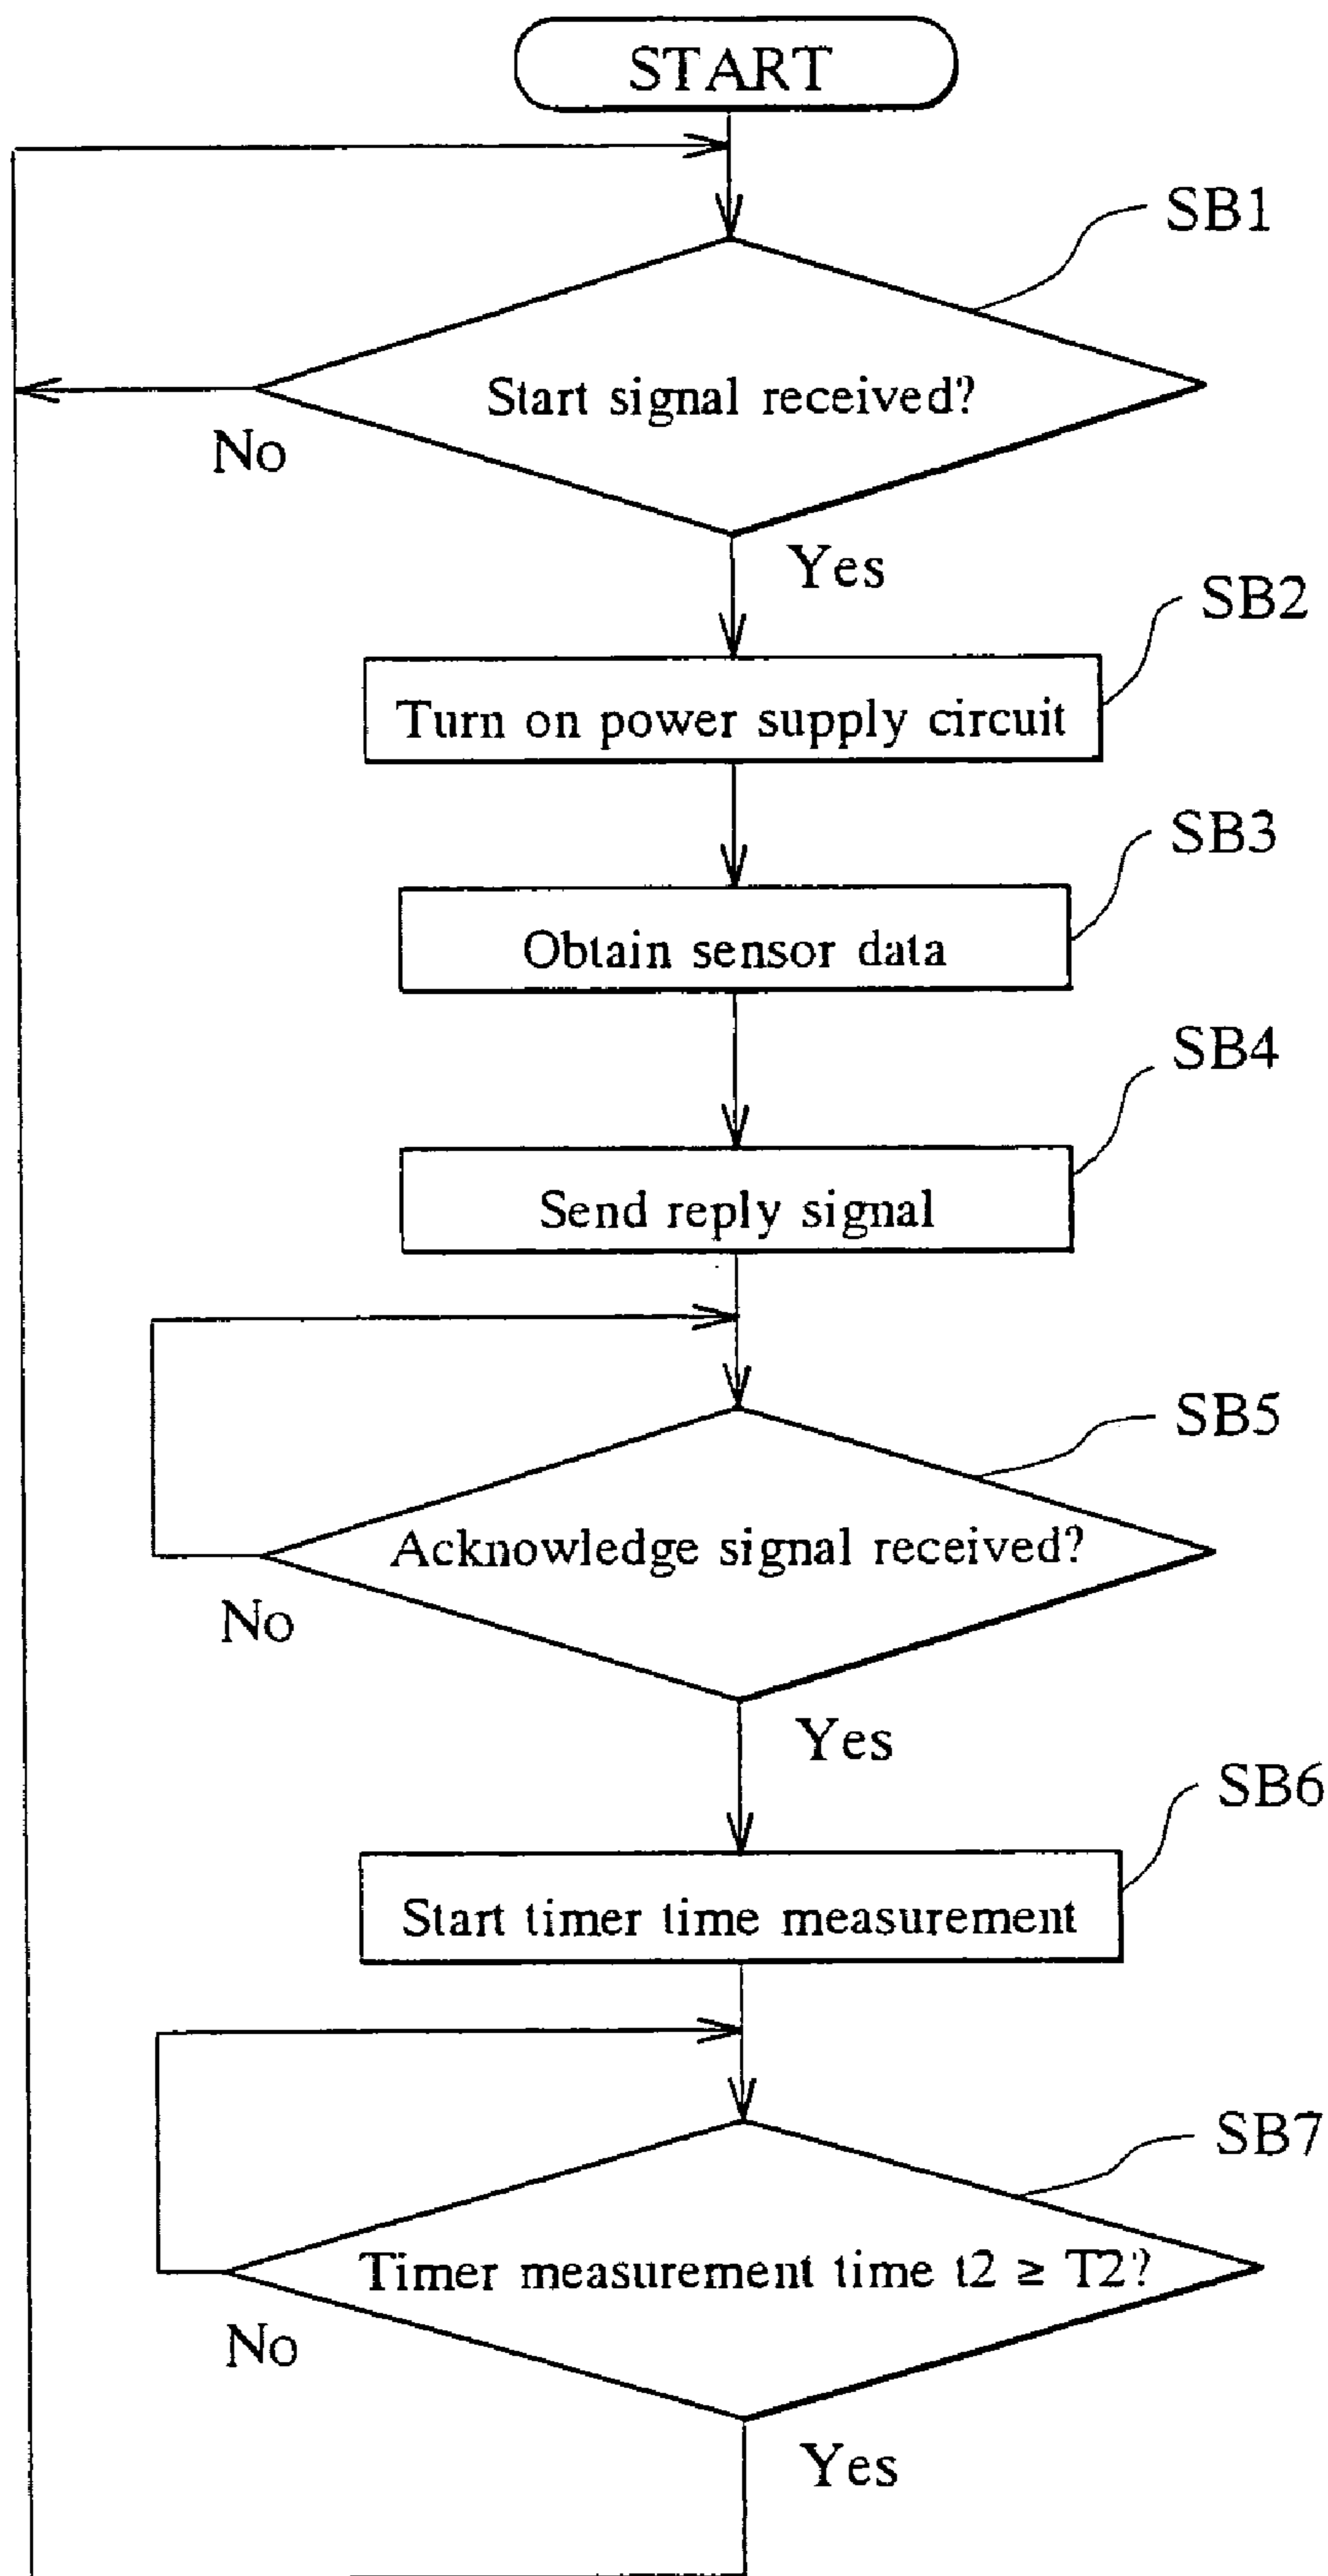 START
SB1
Start signal received?
No
Yes
SB2
Turn on power supply circuit
SB3
Obtain sensor data
SB4
Send reply signal
SB5
Acknowledge signal received?
No
Yes
SB6
Start timer time measurement
SB7
Timer measurement time t2 ≥ T2?
No
Yes